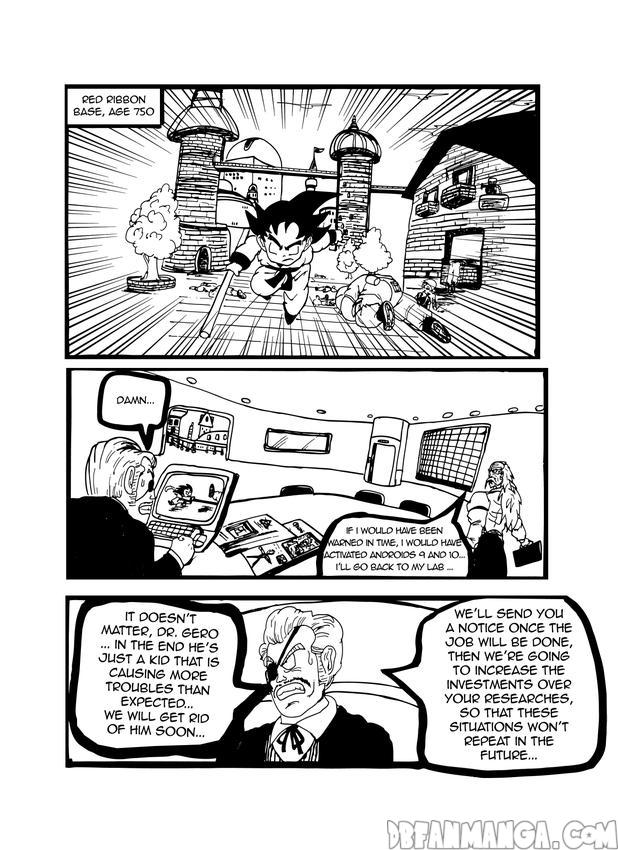 RED RIBBON
BASE, AGE 750
DAMN...
IF I WOULD HAVE BEEN
WARNED IN TIME, I WOULD HAVE
ACTIVATED ANDROIDS 9 AND 10...
I'LL GO BACK TO MY LAB ...
IT DOESN'T
MATTER, DR. GERO
... IN THE END HE'S
JUST A KID THAT IS
CAUSING MORE
TROUBLES THAN
EXPECTED...
WE WILL GET RID
OF HIM SOON...
WE'LL SEND YOU
A NOTICE ONCE THE
JOB WILL BE DONE,
THEN WE'RE GOING
TO INCREASE THE
INVESTMENTS OVER
YOUR RESEARCHES,
SO THAT THESE
SITUATIONS WON'T
REPEAT IN THE
FUTURE...
DBFANMANGA.COM